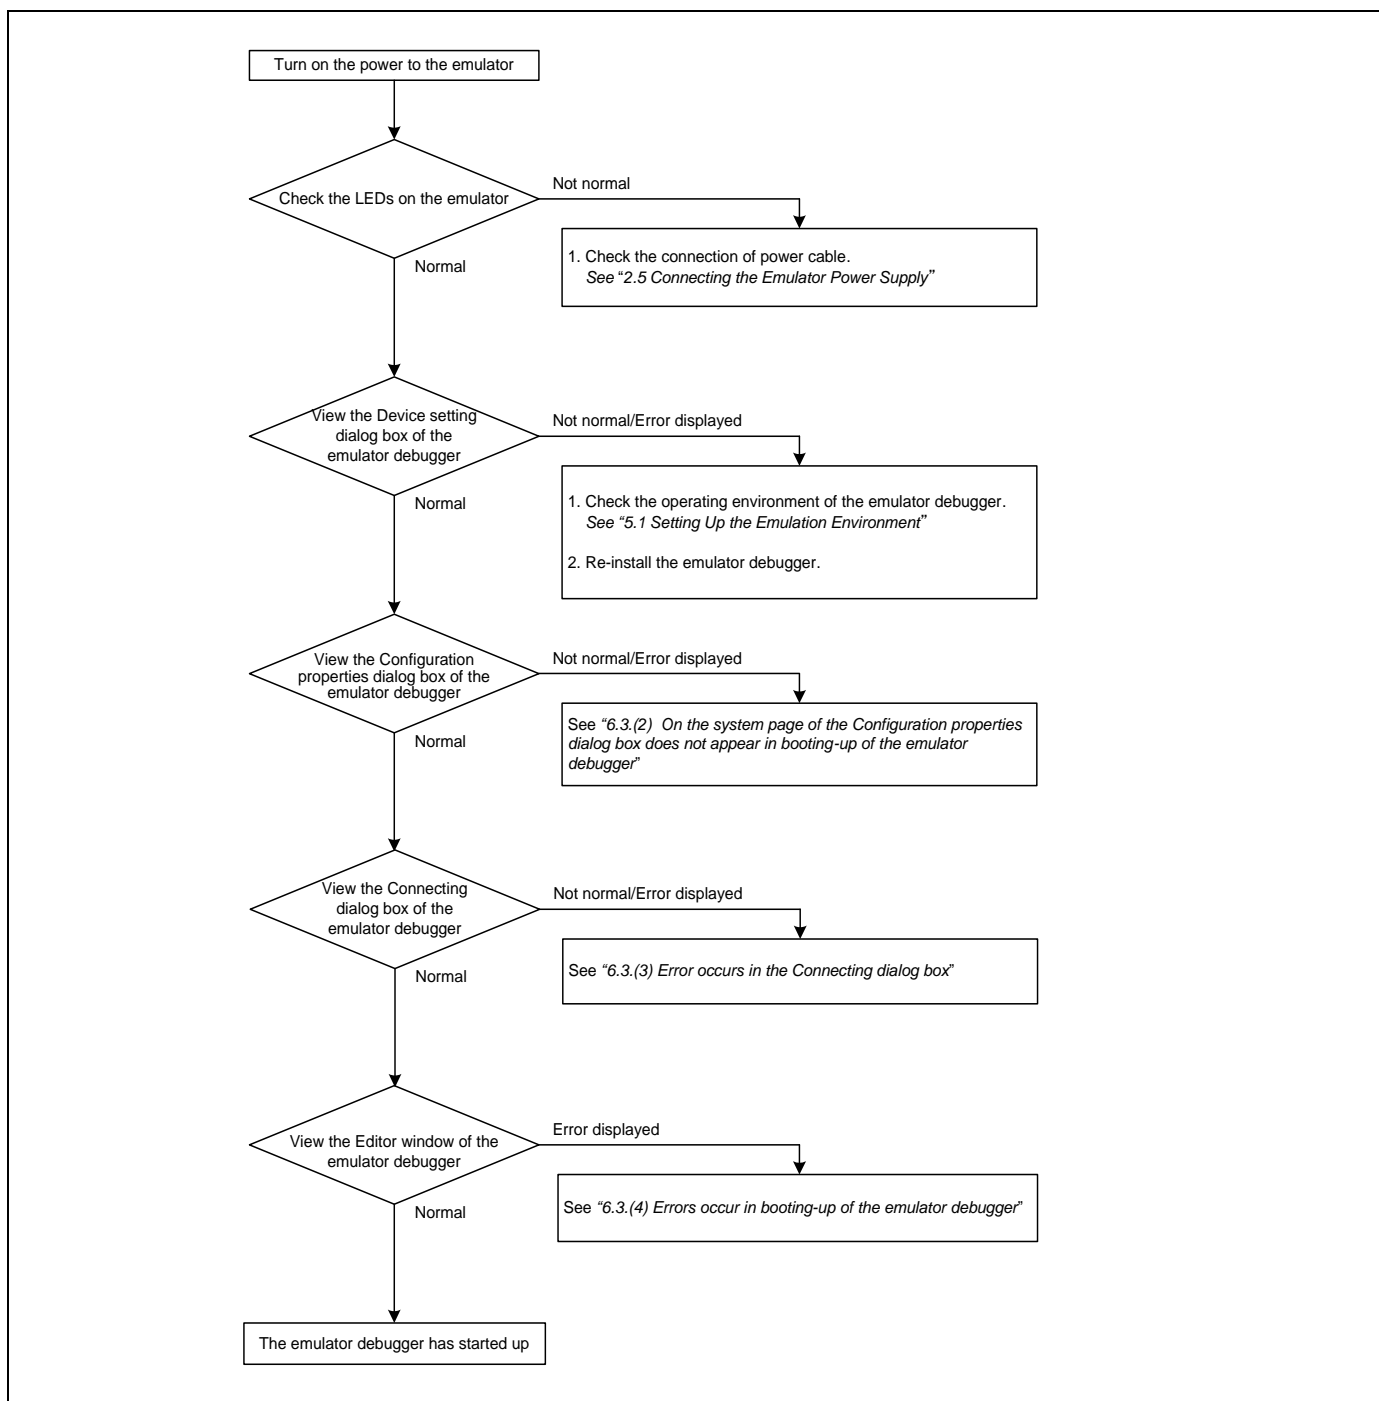 Turn on the power to the emulator
Check the LEDs on the emulator
Not normal
1. Check the connection of power cable.
See “2.5 Connecting the Emulator Power Supply”
Normal
View the Device setting
dialog box of the
emulator debugger
Not normal/Error displayed
1. Check the operating environment of the emulator debugger.
See “5.1 Setting Up the Emulation Environment”
2. Re-install the emulator debugger.
Normal
View the Configuration
properties dialog box of the
emulator debugger
Not normal/Error displayed
See “6.3.(2) On the system page of the Configuration properties
dialog box does not appear in booting-up of the emulator
debugger”
Normal
View the Connecting
dialog box of the
emulator debugger
Not normal/Error displayed
See “6.3.(3) Error occurs in the Connecting dialog box”
Normal
View the Editor window of the
emulator debugger
Error displayed
See “6.3.(4) Errors occur in booting-up of the emulator debugger”
Normal
The emulator debugger has started up